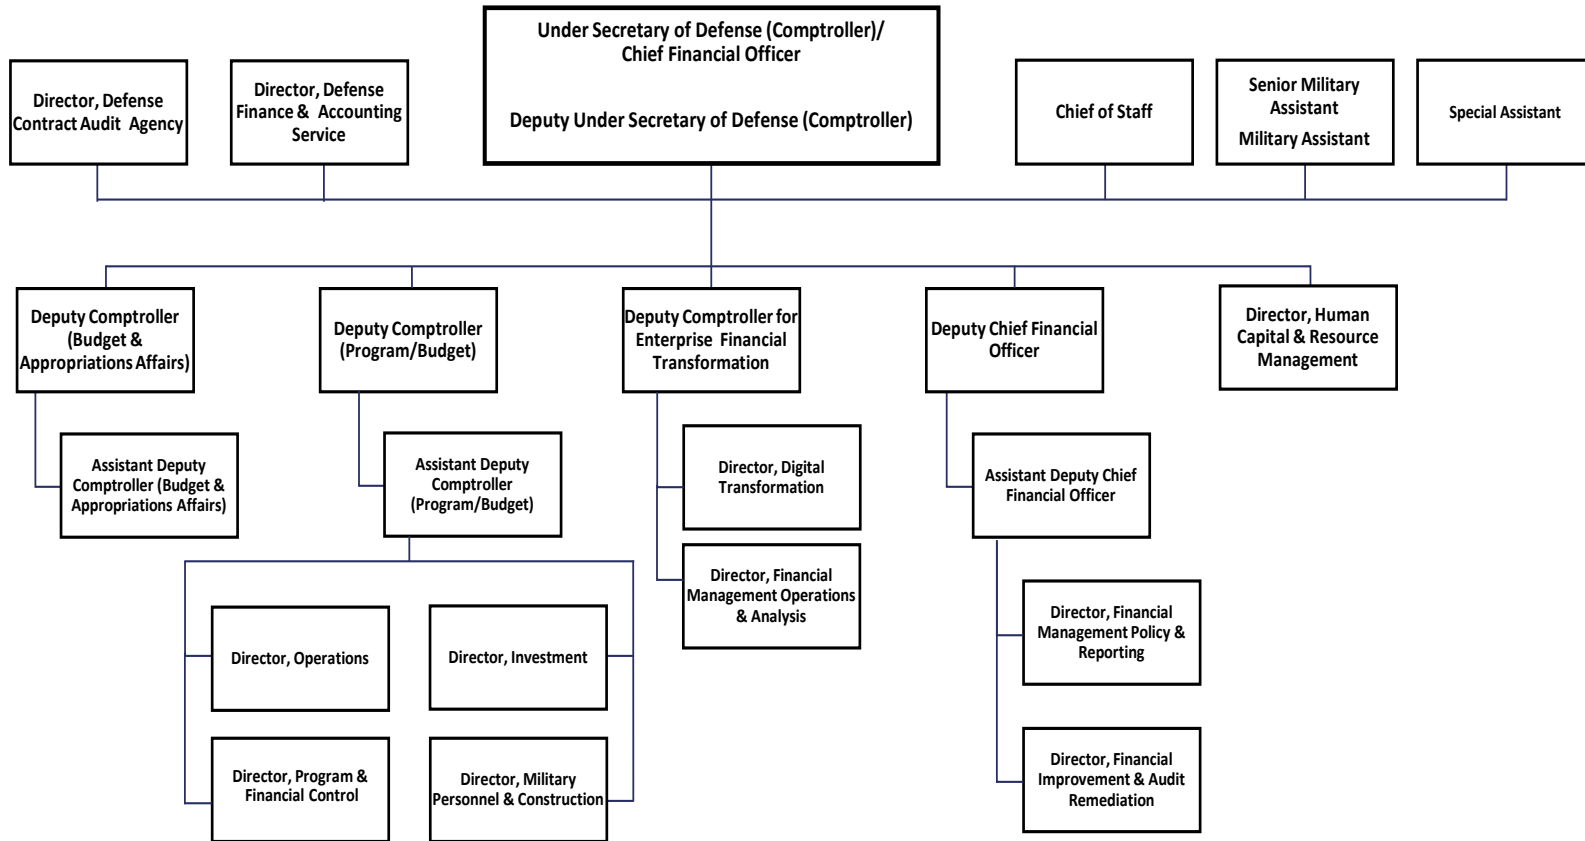 Under Secretary of Defense (Comptroller)/
Chief Financial Officer
Deputy Under Secretary of Defense (Comptroller)
Director, Defense
Contract Audit Agency
Director, Defense
Finance & Accounting
Service
Chief of Staff
Senior Military
Assistant
Military Assistant
Special Assistant
Deputy Comptroller
(Budget &
Appropriations Affairs)
Deputy Comptroller
(Program/Budget)
Deputy Comptroller for
Enterprise Financial
Transformation
Deputy Chief Financial
Officer
Director, Human
Capital & Resource
Management
Assistant Deputy
Comptroller (Budget &
Appropriations Affairs)
Assistant Deputy
Comptroller
(Program/Budget)
Director, Digital
Transformation
Assistant Deputy Chief
Financial Officer
Director, Financial
Management Operations
& Analysis
Director, Operations
Director, Investment
Director, Financial
Management Policy &
Reporting
Director, Program &
Financial Control
Director, Military
Personnel & Construction
Director, Financial
Improvement & Audit
Remediation